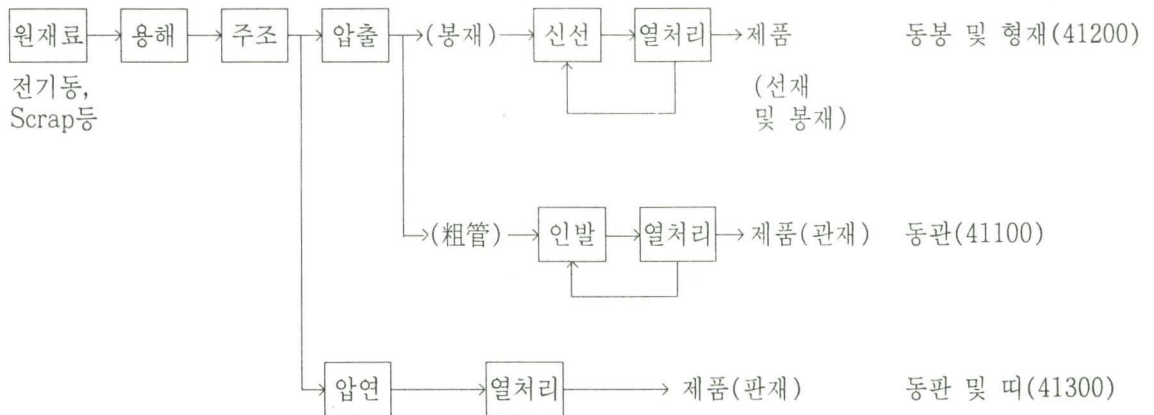 원재료 용해 주조 압출 (봉재) 신선 열처리 제품 동봉 및 형재(41200)
전기동, (선재
Scrap등 및 봉재)
(粗管) 인발 열처리 제품(관재) 동관(41100)
압연 열처리 제품(판재) 동판 및 띠(41300)